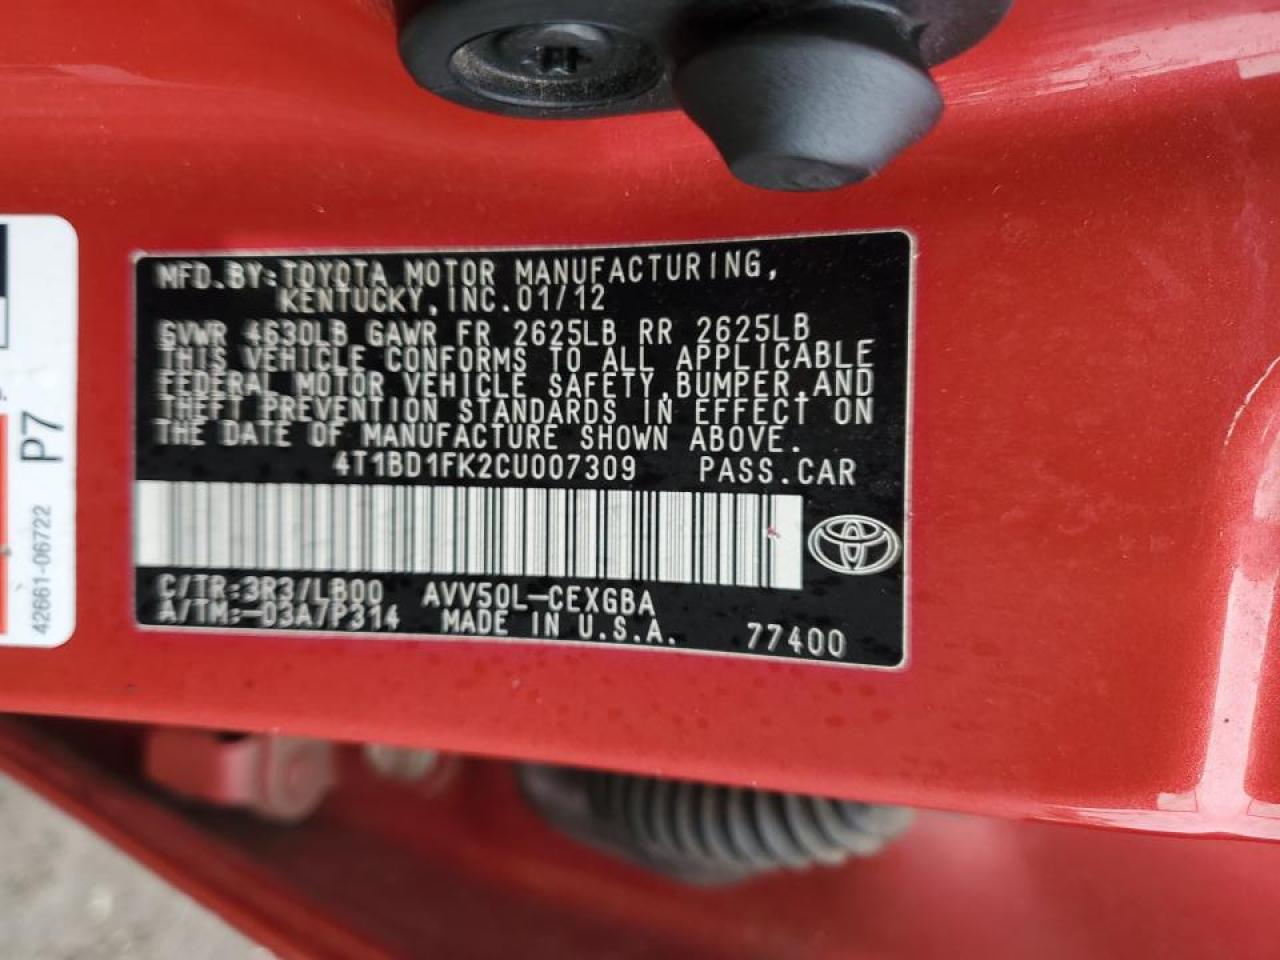 MFD.BY:TOYOTA MOTOR MANUFACTURING,
KENTUCKY,INC.01/12
GVWR 4630LB GAWR FR 2625LB RR 2625LB
THIS VEHICLE CONFORMS TO ALL APPLICABLE
FEDERAL MOTOR VEHICLE SAFETY,BUMPER,AND
THEFT PREVENTION STANDARDS IN EFFECT ON
THE DATE OF MANUFACTURE SHOWN ABOVE.
4T1BD1FK2CU007309 PASS.CAR
C/TR:3R3/LB00 AVV50L-CEXGBA
A/TM:-03A7P314 MADE IN U.S.A. 77400
P7
42661-06722